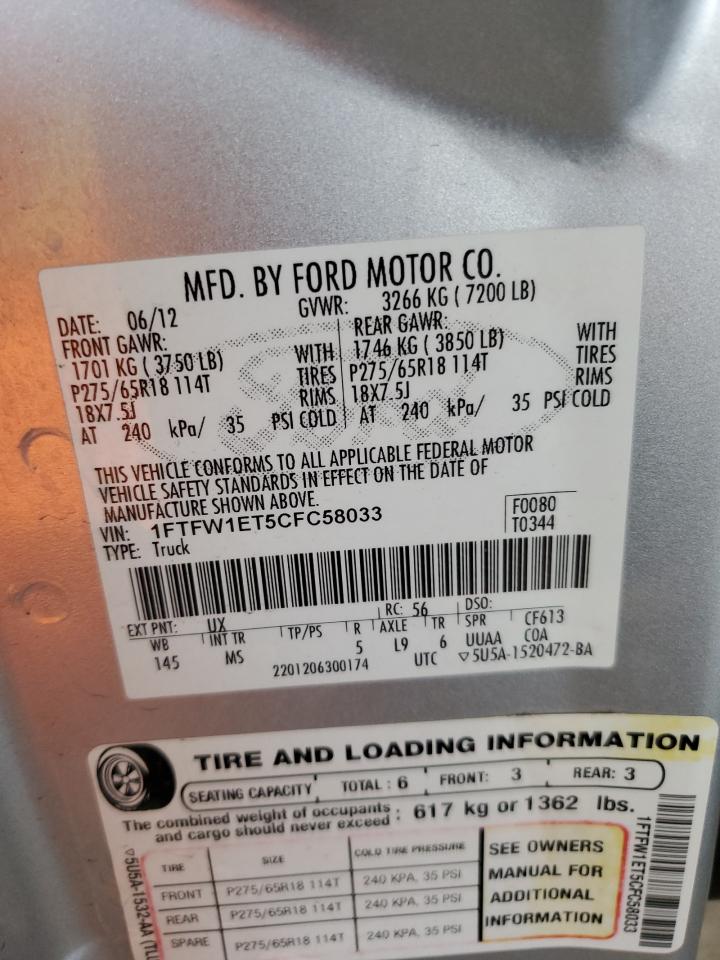 MFD. BY FORD MOTOR CO.
DATE: 06/12 GVWR: 3266 KG ( 7200 LB)
FRONT GAWR: REAR GAWR:
1701 KG ( 3750 LB) WITH 1746 KG ( 3850 LB) WITH
P275/65R18 114T TIRES P275/65R18 114T TIRES
18X7.5J RIMS 18X7.5J RIMS
AT 240 kPa/ 35 PSI COLD AT 240 kPa/ 35 PSI COLD
THIS VEHICLE CONFORMS TO ALL APPLICABLE FEDERAL MOTOR
VEHICLE SAFETY STANDARDS IN EFFECT ON THE DATE OF
MANUFACTURE SHOWN ABOVE.
VIN: 1FTFW1ET5CFC58033 F0080
TYPE: Truck T0344
EXT PNT: UX RC: 56 DSO:
WB INT TR TP/PS R AXLE TR SPR CF613
145 MS 5 L9 6 UUAA COA
2201206300174 UTC ▽5U5A-1520472-BA
TIRE AND LOADING INFORMATION
SEATING CAPACITY TOTAL : 6 FRONT: 3 REAR: 3
The combined weight of occupants : 617 kg or 1362 lbs.
and cargo should never exceed
TIRE SIZE COLD TIRE PRESSURE
FRONT P275/65R18 114T 240 KPA, 35 PSI
REAR P275/65R18 114T 240 KPA, 35 PSI
SPARE P275/65R18 114T 240 KPA, 35 PSI
SEE OWNERS
MANUAL FOR
ADDITIONAL
INFORMATION
▽5U5A-1532-AA (TLU
1FTFW1ET5CFC58033